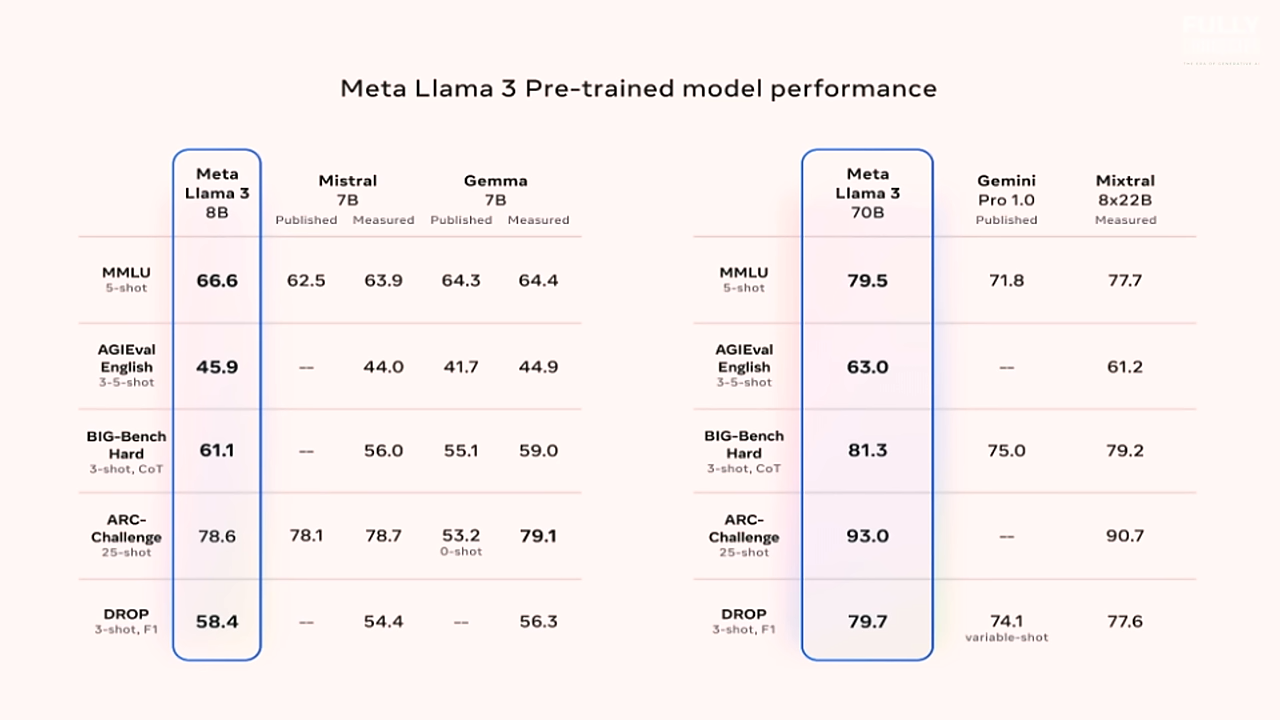 FULLY
Meta Llama 3 Pre-trained model performance
Meta
Llama 3
8B
Mistral
7B
Gemma
7B
Published Measured Published Measured
MMLU
5-shot
66.6 62.5 63.9 64.3 64.4
AGIEval
English
3-5-shot
45.9 -- 44.0 41.7 44.9
BIG-Bench
Hard
3-shot, CoT
61.1 -- 56.0 55.1 59.0
ARC-
Challenge
25-shot
78.6 78.1 78.7 53.2 79.1
0-shot
DROP
3-shot, F1
58.4 -- 54.4 -- 56.3
Meta
Llama 3
70B
Gemini
Pro 1.0
Published
Mixtral
8x22B
Measured
MMLU
5-shot
79.5 71.8 77.7
AGIEval
English
3-5-shot
63.0 -- 61.2
BIG-Bench
Hard
3-shot, CoT
81.3 75.0 79.2
ARC-
Challenge
25-shot
93.0 -- 90.7
DROP
3-shot, F1
79.7 74.1 77.6
variable-shot